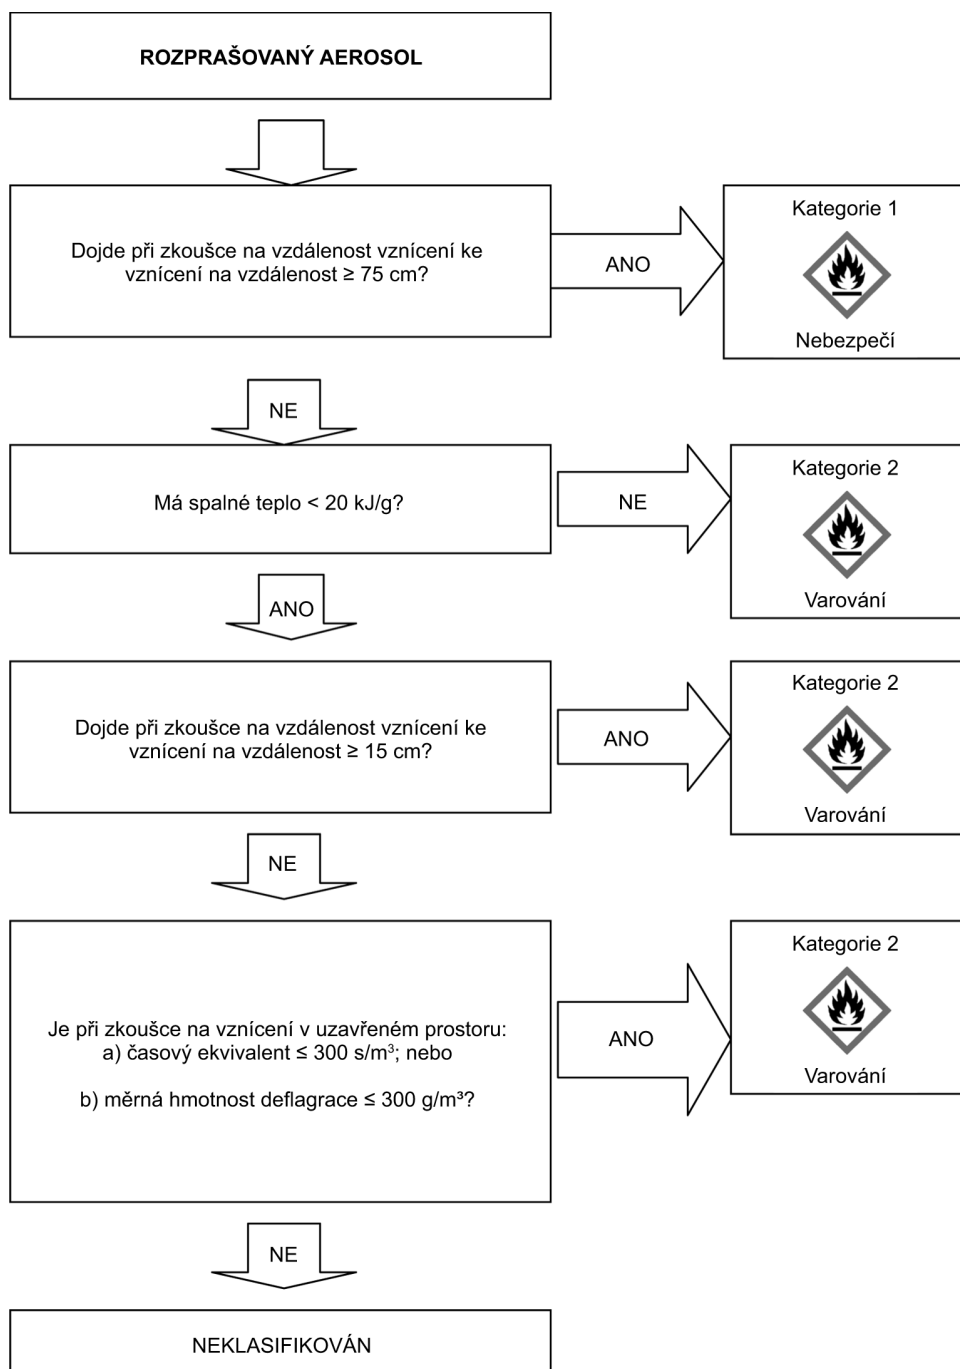 ROZPRAŠOVANÝ AEROSOL
Dojde při zkoušce na vzdálenost vznícení ke
vznícení na vzdálenost ≥ 75 cm?
ANO
Kategorie 1
Nebezpečí
NE
Má spalné teplo < 20 kJ/g?
NE
Kategorie 2
Varování
ANO
Dojde při zkoušce na vzdálenost vznícení ke
vznícení na vzdálenost ≥ 15 cm?
ANO
Kategorie 2
Varování
NE
Je při zkoušce na vznícení v uzavřeném prostoru:
a) časový ekvivalent ≤ 300 s/m³; nebo
b) měrná hmotnost deflagrace ≤ 300 g/m³?
ANO
Kategorie 2
Varování
NE
NEKLASIFIKOVÁN